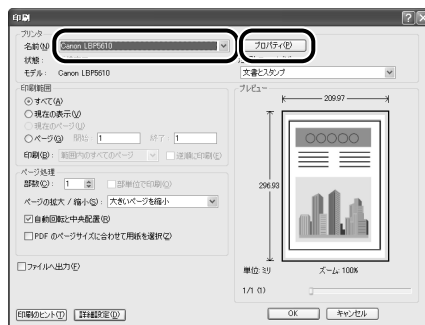 印刷
プリンタ
名前(N): Canon LBP5610 プロパティ(P)
状態:
モデル: Canon LBP5610 文書とスタンプ
印刷範囲
すべて(A)
現在の表示(V)
現在のページ(U)
ページ(G) 開始: 1 終了: 1
印刷(B): 範囲内のすべてのページ 逆順に印刷(E)
ページ処理
部数(C): 1 部単位で印刷(O)
ページの拡大 / 縮小(S): 大きいページを縮小
自動回転と中央配置(R)
PDF のページサイズに合わせて用紙を選択(Z)
ファイルへ出力(F)
プレビュー
209.97
296.93
単位: ミリ ズーム: 100%
1/1 (1)
印刷のヒント(T) 詳細設定(D) OK キャンセル